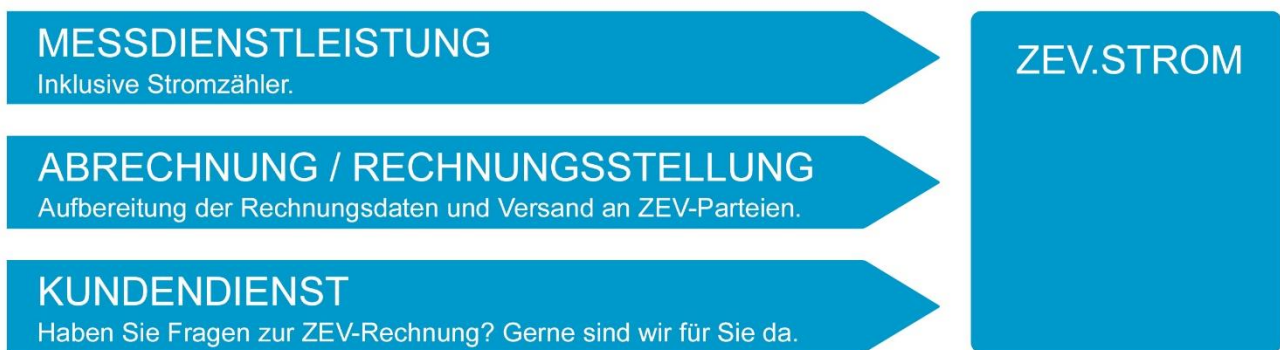 MESSDIENSTLEISTUNG
Inklusive Stromzähler.
ABRECHNUNG / RECHNUNGSSTELLUNG
Aufbereitung der Rechnungsdaten und Versand an ZEV-Parteien.
KUNDENDIENST
Haben Sie Fragen zur ZEV-Rechnung? Gerne sind wir für Sie da.
ZEV.STROM